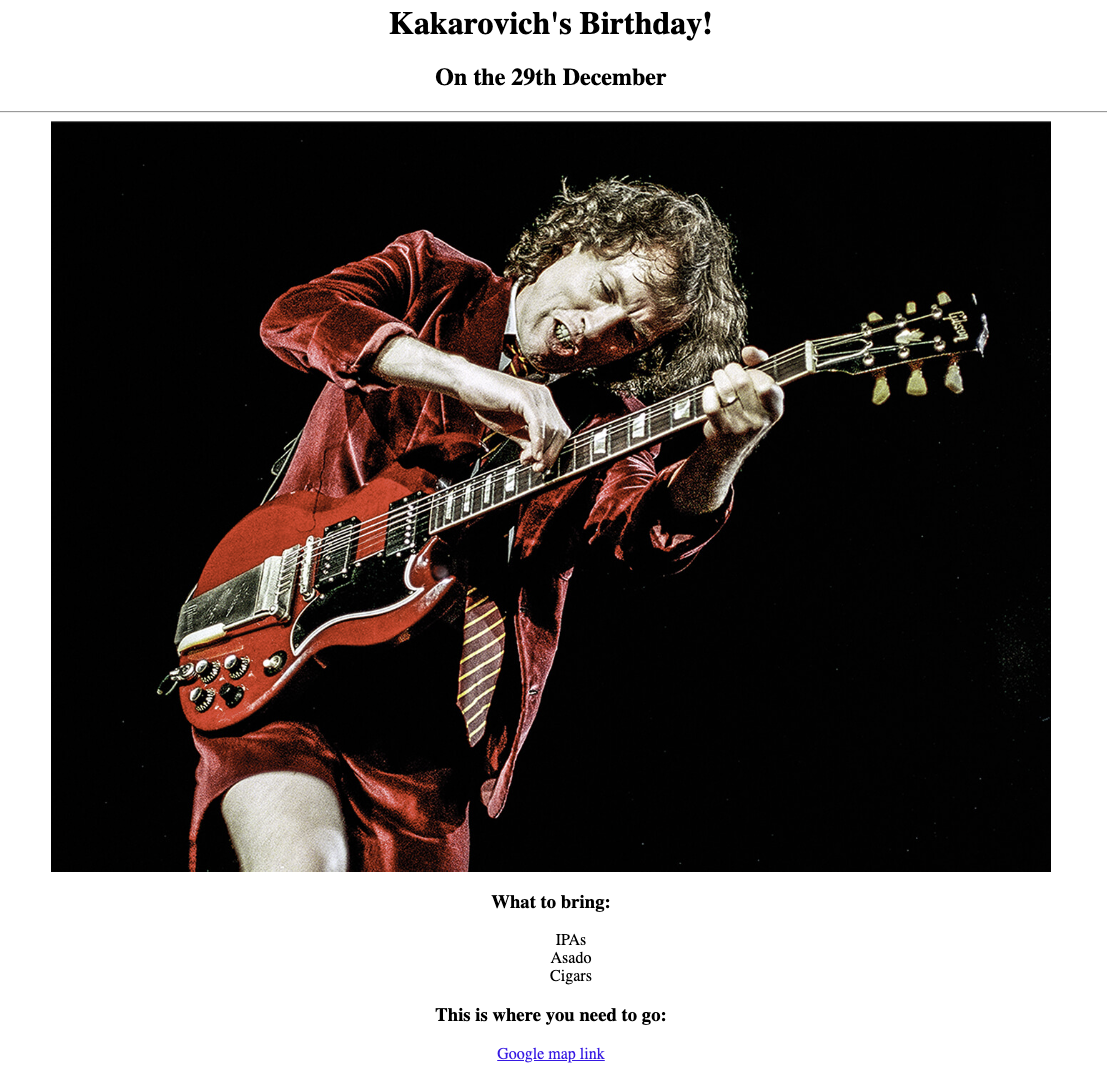 Kakarovich's Birthday!
On the 29th December
Gibson
What to bring:
IPAs
Asado
Cigars
This is where you need to go:
Google map link